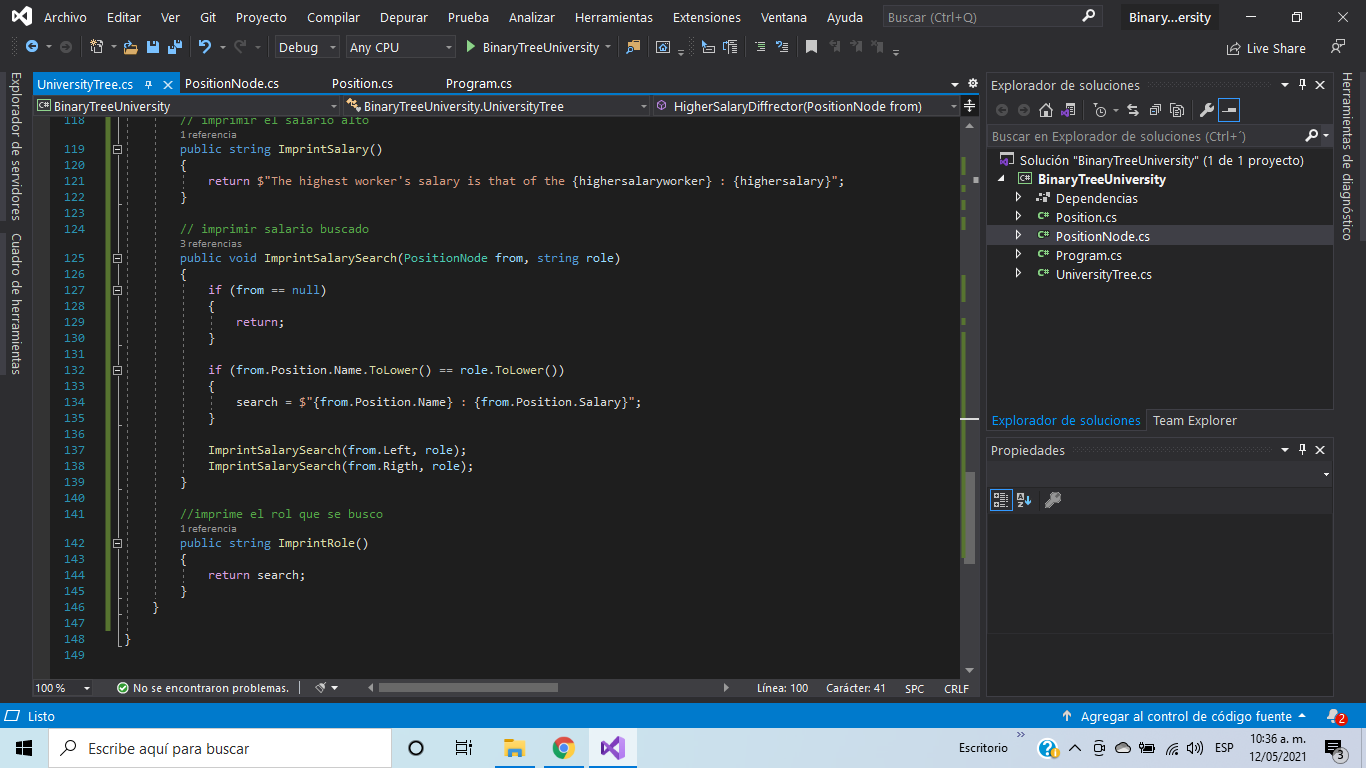 Archivo Editar Ver Git Proyecto Compilar Depurar Prueba Analizar Herramientas Extensiones Ventana Ayuda Buscar (Ctrl+Q) Binary...ersity
Debug Any CPU BinaryTreeUniversity Live Share
Explorador de servidores
Cuadro de herramientas
UniversityTree.cs PositionNode.cs Position.cs Program.cs
BinaryTreeUniversity BinaryTreeUniversity.UniversityTree HigherSalaryDiffrector(PositionNode from)
118 // imprimir el salario alto
1 referencia
119 public string ImprintSalary()
120 {
121 return $"The highest worker's salary is that of the {highersalaryworker} : {highersalary}";
122 }
123
124 // imprimir salario buscado
3 referencias
125 public void ImprintSalarySearch(PositionNode from, string role)
126 {
127 if (from == null)
128 {
129 return;
130 }
131
132 if (from.Position.Name.ToLower() == role.ToLower())
133 {
134 search = $"{from.Position.Name} : {from.Position.Salary}";
135 }
136
137 ImprintSalarySearch(from.Left, role);
138 ImprintSalarySearch(from.Rigth, role);
139 }
140
141 //imprime el rol que se busco
1 referencia
142 public string ImprintRole()
143 {
144 return search;
145 }
146 }
147
148 }
149
100 % No se encontraron problemas. Línea: 100 Carácter: 41 SPC CRLF
Explorador de soluciones
Buscar en Explorador de soluciones (Ctrl+´)
Solución "BinaryTreeUniversity" (1 de 1 proyecto)
BinaryTreeUniversity
Dependencias
C# Position.cs
C# PositionNode.cs
C# Program.cs
C# UniversityTree.cs
Explorador de soluciones Team Explorer
Propiedades
Herramientas de diagnóstico
Listo Agregar al control de código fuente 2
Escribe aquí para buscar Escritorio ESP 10:36 a. m.
12/05/2021 3